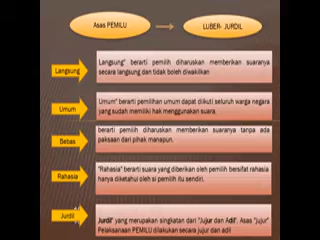 Asas PEMILU
LUBER- JURDIL
Langsung
Langsung" berarti pemilih diharuskan memberikan suaranya
secara langsung dan tidak boleh diwakilkan
Umum
Umum" berarti pemilihan umum dapat diikuti seluruh warga negara
yang sudah memiliki hak menggunakan suara.
Bebas
berarti pemilih diharuskan memberikan suaranya tanpa ada
paksaan dari pihak manapun.
Rahasia
"Rahasia" berarti suara yang diberikan oleh pemilih bersifat rahasia
hanya diketahui oleh si pemilih itu sendiri.
Jurdil
Jurdil" yang merupakan singkatan dari "Jujur dan Adil". Asas "jujur"
Pelaksanaan PEMILU dilakukan secara jujur dan adil